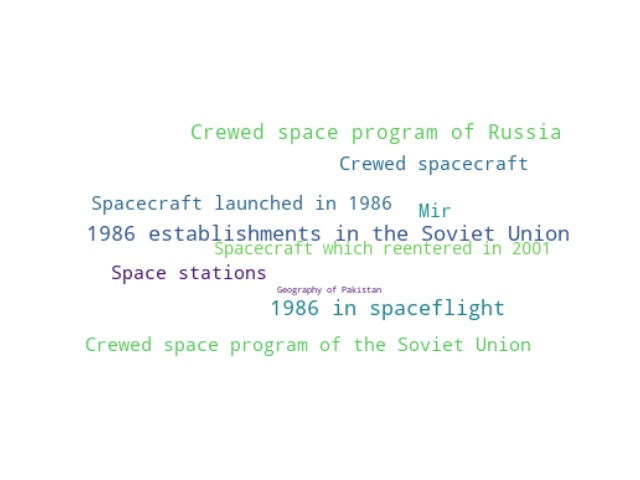 Crewed space program of Russia
Crewed spacecraft
Spacecraft launched in 1986
Mir
1986 establishments in the Soviet Union
Spacecraft which reentered in 2001
Space stations
Geography of Pakistan
1986 in spaceflight
Crewed space program of the Soviet Union